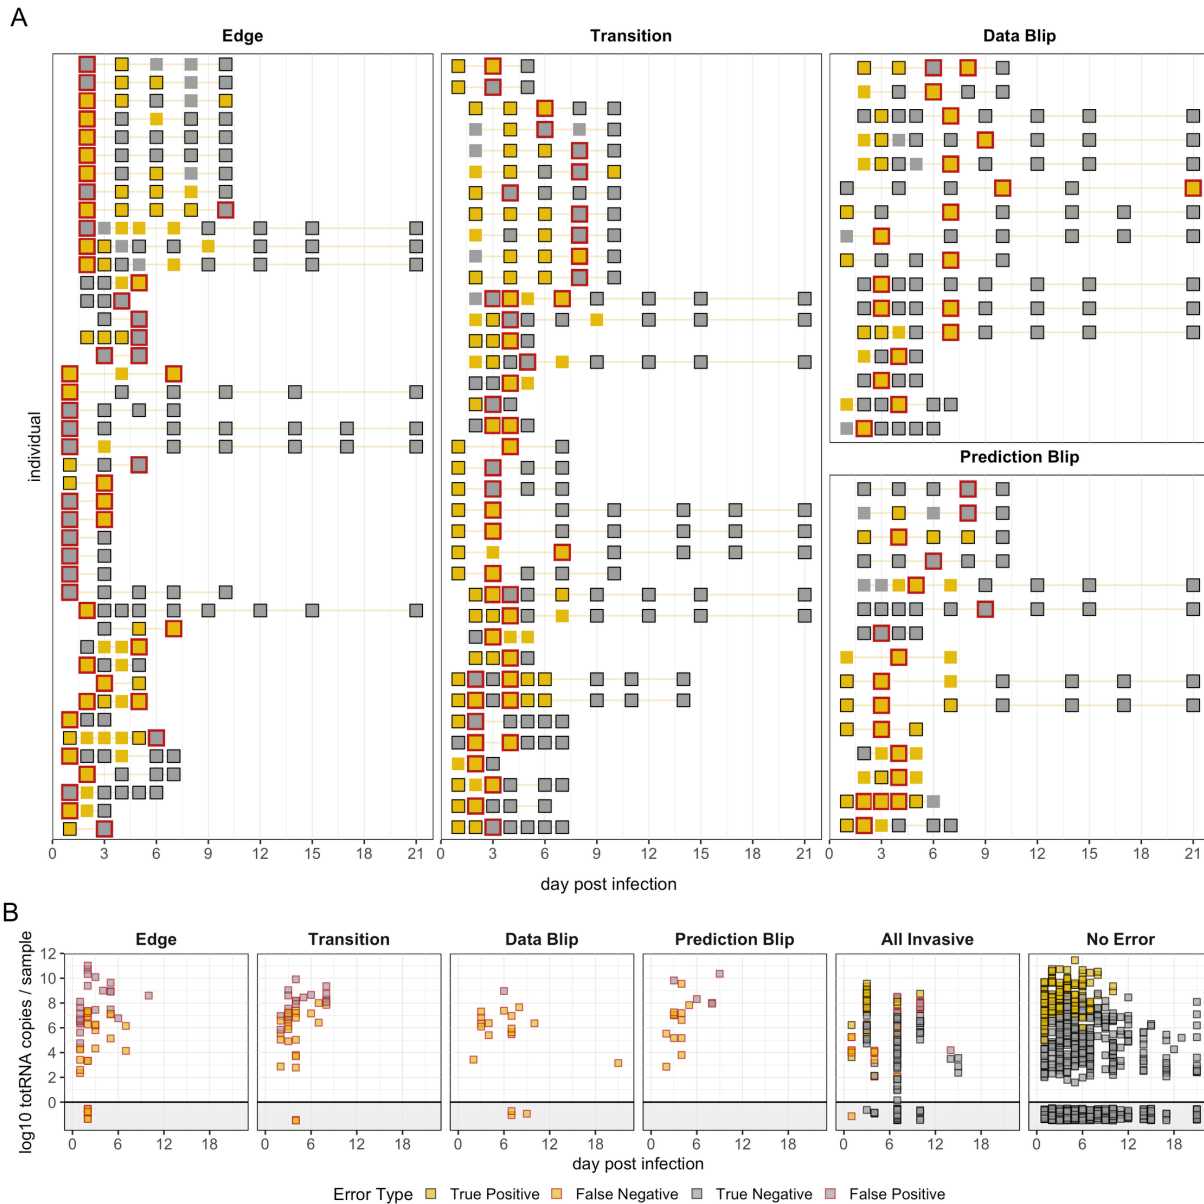 A
Edge
Transition
Data Blip
Prediction Blip
individual
0 3 6 9 12 15 18 21
0 3 6 9 12 15 18 21
0 3 6 9 12 15 18 21
day post infection
B
Edge
Transition
Data Blip
Prediction Blip
All Invasive
No Error
log10 totRNA copies / sample
12
10
8
6
4
2
0
0 6 12 18
0 6 12 18
0 6 12 18
0 6 12 18
0 6 12 18
0 6 12 18
day post infection
Error Type True Positive False Negative True Negative False Positive